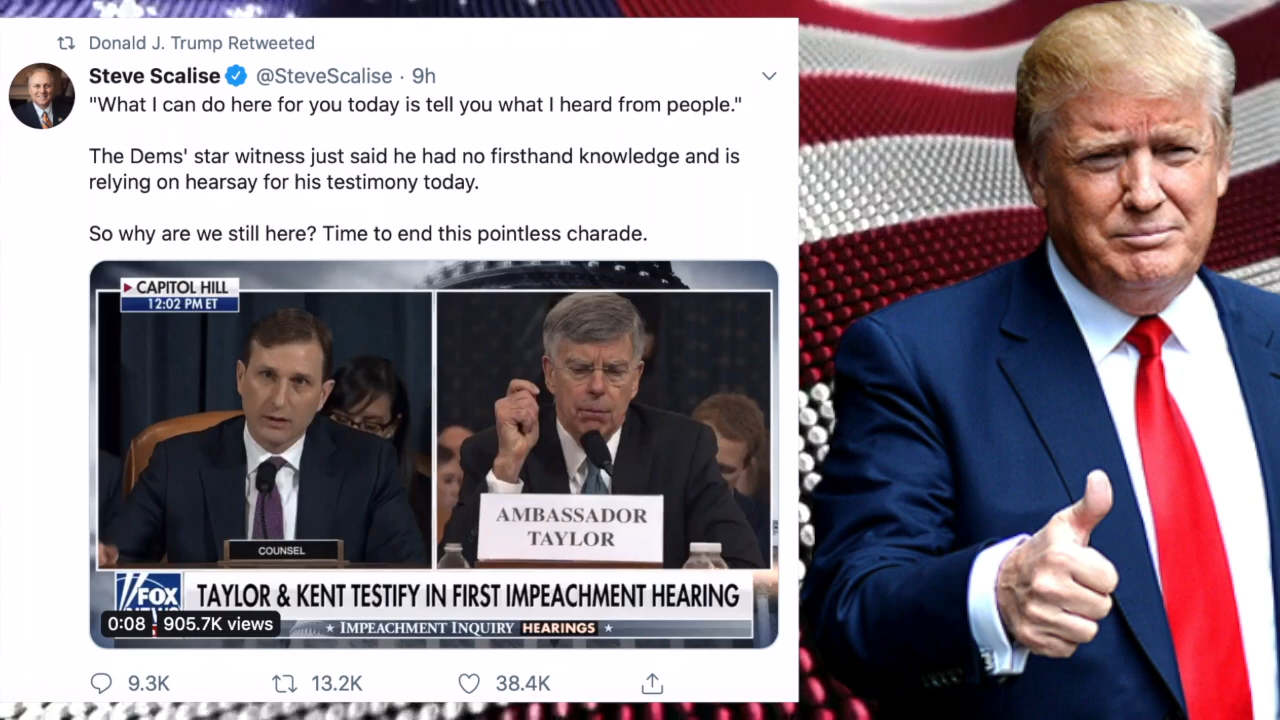 Donald J. Trump Retweeted
Steve Scalise @SteveScalise · 9h
"What I can do here for you today is tell you what I heard from people."
The Dems' star witness just said he had no firsthand knowledge and is
relying on hearsay for his testimony today.
So why are we still here? Time to end this pointless charade.
CAPITOL HILL
12:02 PM ET
COUNSEL
AMBASSADOR
TAYLOR
FOX
NEWS
TAYLOR & KENT TESTIFY IN FIRST IMPEACHMENT HEARING
0:08 905.7K views
IMPEACHMENT INQUIRY HEARINGS
9.3K 13.2K 38.4K